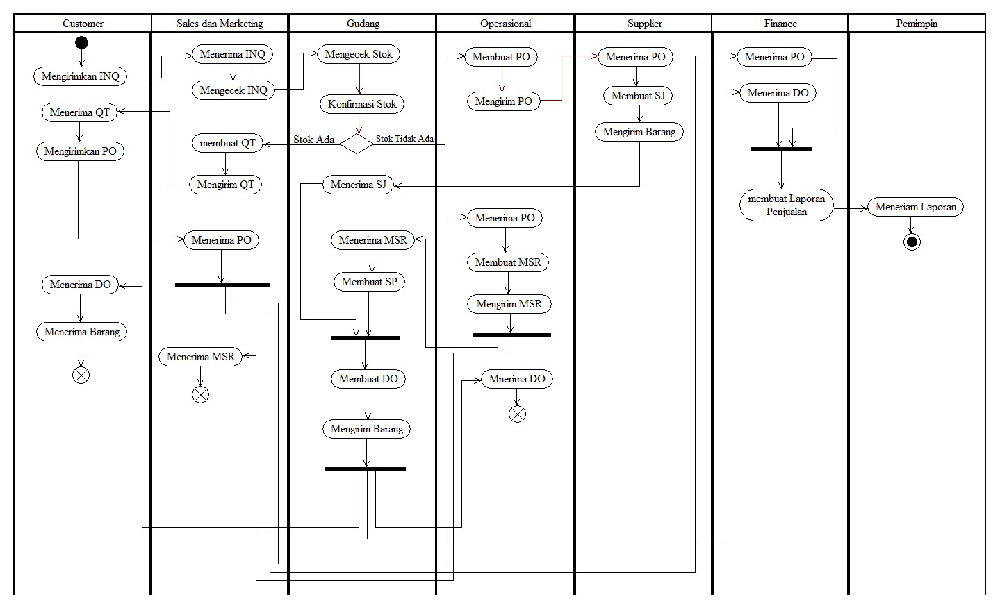 Customer
Sales dan Marketing
Gudang
Operasional
Supplier
Finance
Pemimpin
Mengirimkan INQ
Menerima QT
Mengirimkan PO
Menerima DO
Menerima Barang
Menerima INQ
Mengecek INQ
membuat QT
Mengirim QT
Menerima PO
Menerima MSR
Mengecek Stok
Konfirmasi Stok
Stok Ada
Stok Tidak Ada
Menerima SJ
Menerima MSR
Membuat SP
Membuat DO
Mengirim Barang
Membuat PO
Mengirim PO
Menerima PO
Membuat MSR
Mengirim MSR
Mnerima DO
Menerima PO
Membuat SJ
Mengirim Barang
Menerima PO
Menerima DO
membuat Laporan
Penjualan
Meneriam Laporan